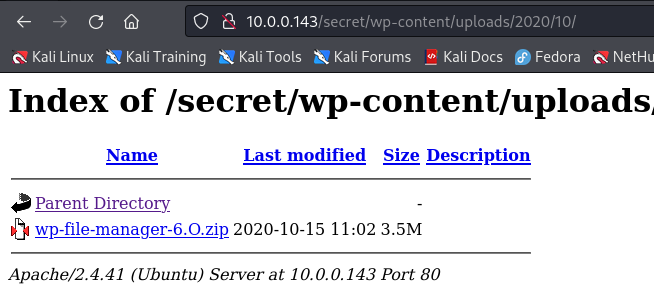 10.0.0.143/secret/wp-content/uploads/2020/10/
Kali Linux Kali Training Kali Tools Kali Forums Kali Docs Fedora NetHu
Index of /secret/wp-content/uploads/
Name Last modified Size Description
Parent Directory -
wp-file-manager-6.O.zip 2020-10-15 11:02 3.5M
Apache/2.4.41 (Ubuntu) Server at 10.0.0.143 Port 80